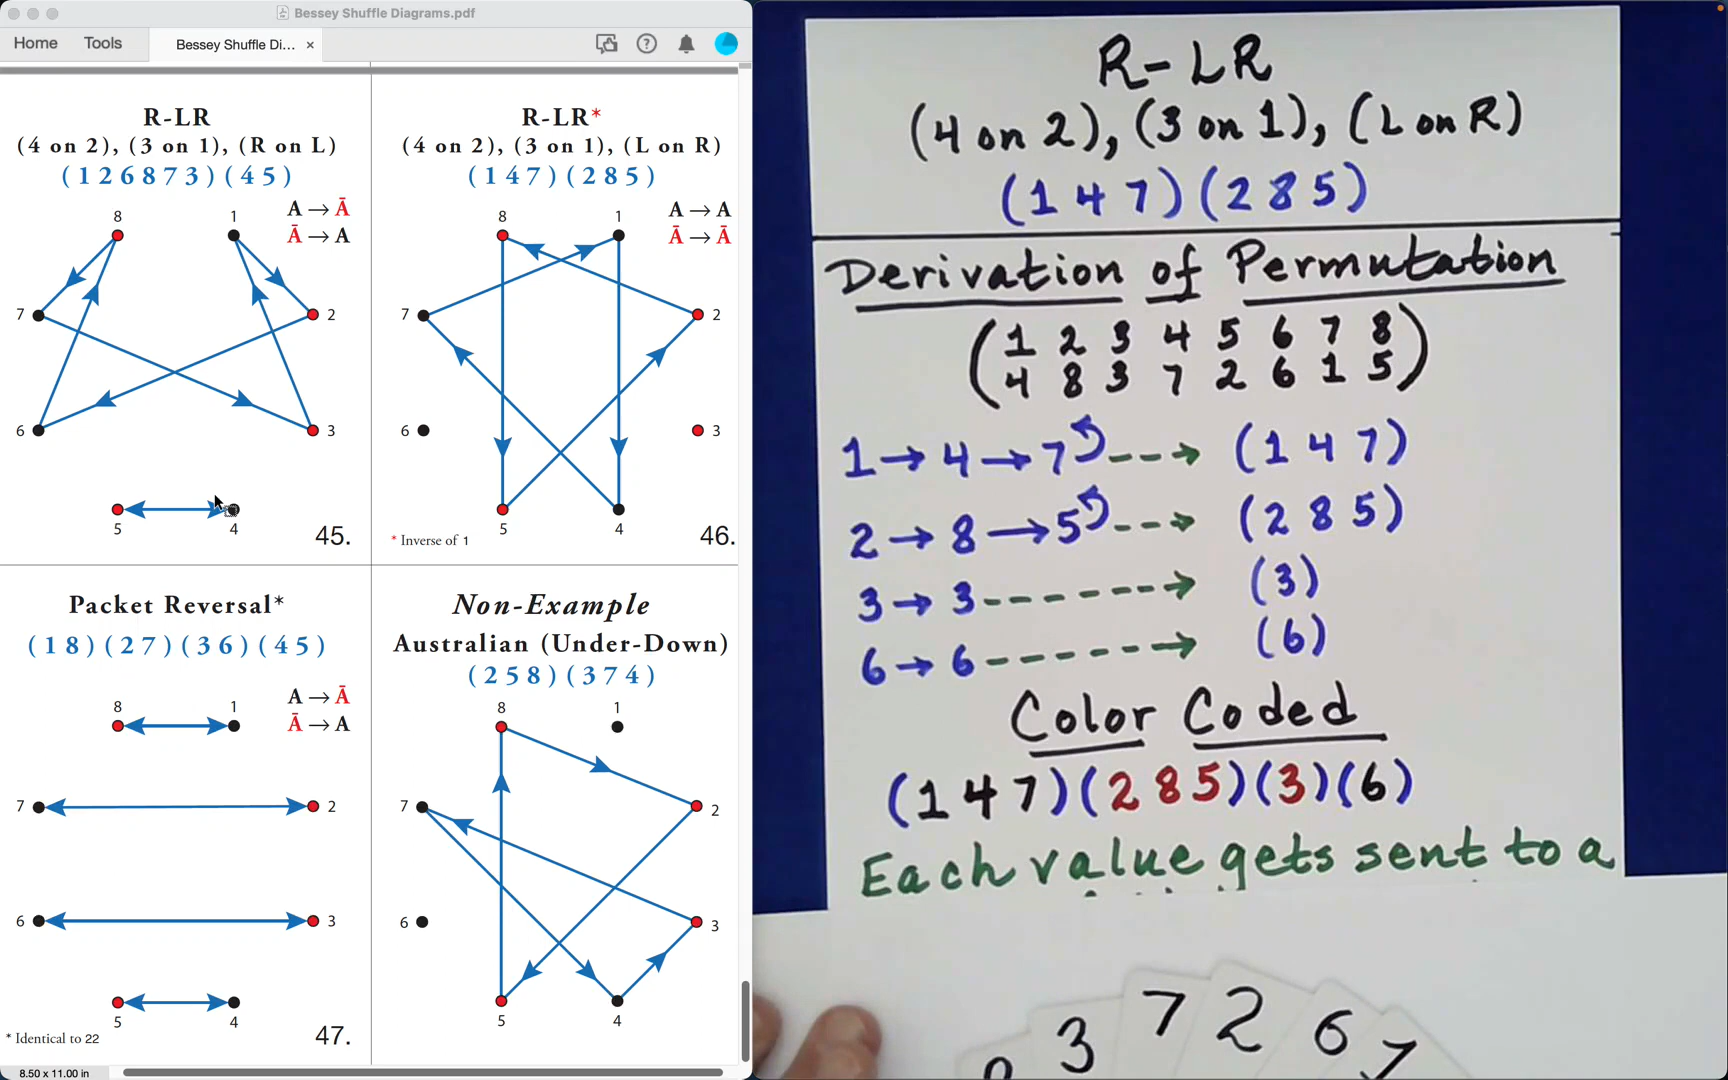 Bessey Shuffle Diagrams.pdf
Home Tools Bessey Shuffle Di... ×
R-LR
(4 on 2), (3 on 1), (R on L)
(1 2 6 8 7 3) (4 5)
A → Ā
Ā → A
8 1
7 2
6 3
5 4
45.
R-LR*
(4 on 2), (3 on 1), (L on R)
(1 4 7) (2 8 5)
A → A
Ā → Ā
8 1
7 2
6 3
5 4
* Inverse of 1
46.
Packet Reversal*
(1 8) (2 7) (3 6) (4 5)
A → Ā
Ā → A
8 1
7 2
6 3
5 4
* Identical to 22
47.
Non-Example
Australian (Under-Down)
(2 5 8) (3 7 4)
8 1
7 2
6 3
5 4
8.50 x 11.00 in
R-LR
(4 on 2), (3 on 1), (L on R)
(1 4 7) (2 8 5)
Derivation of Permutation
(1 2 3 4 5 6 7 8
4 8 3 7 2 6 1 5)
1 → 4 → 7 --→ (1 4 7)
2 → 8 → 5 --→ (2 8 5)
3 → 3 ------→ (3)
6 → 6 ------→ (6)
Color Coded
(1 4 7)(2 8 5)(3)(6)
Each value gets sent to a
3 7 2 6